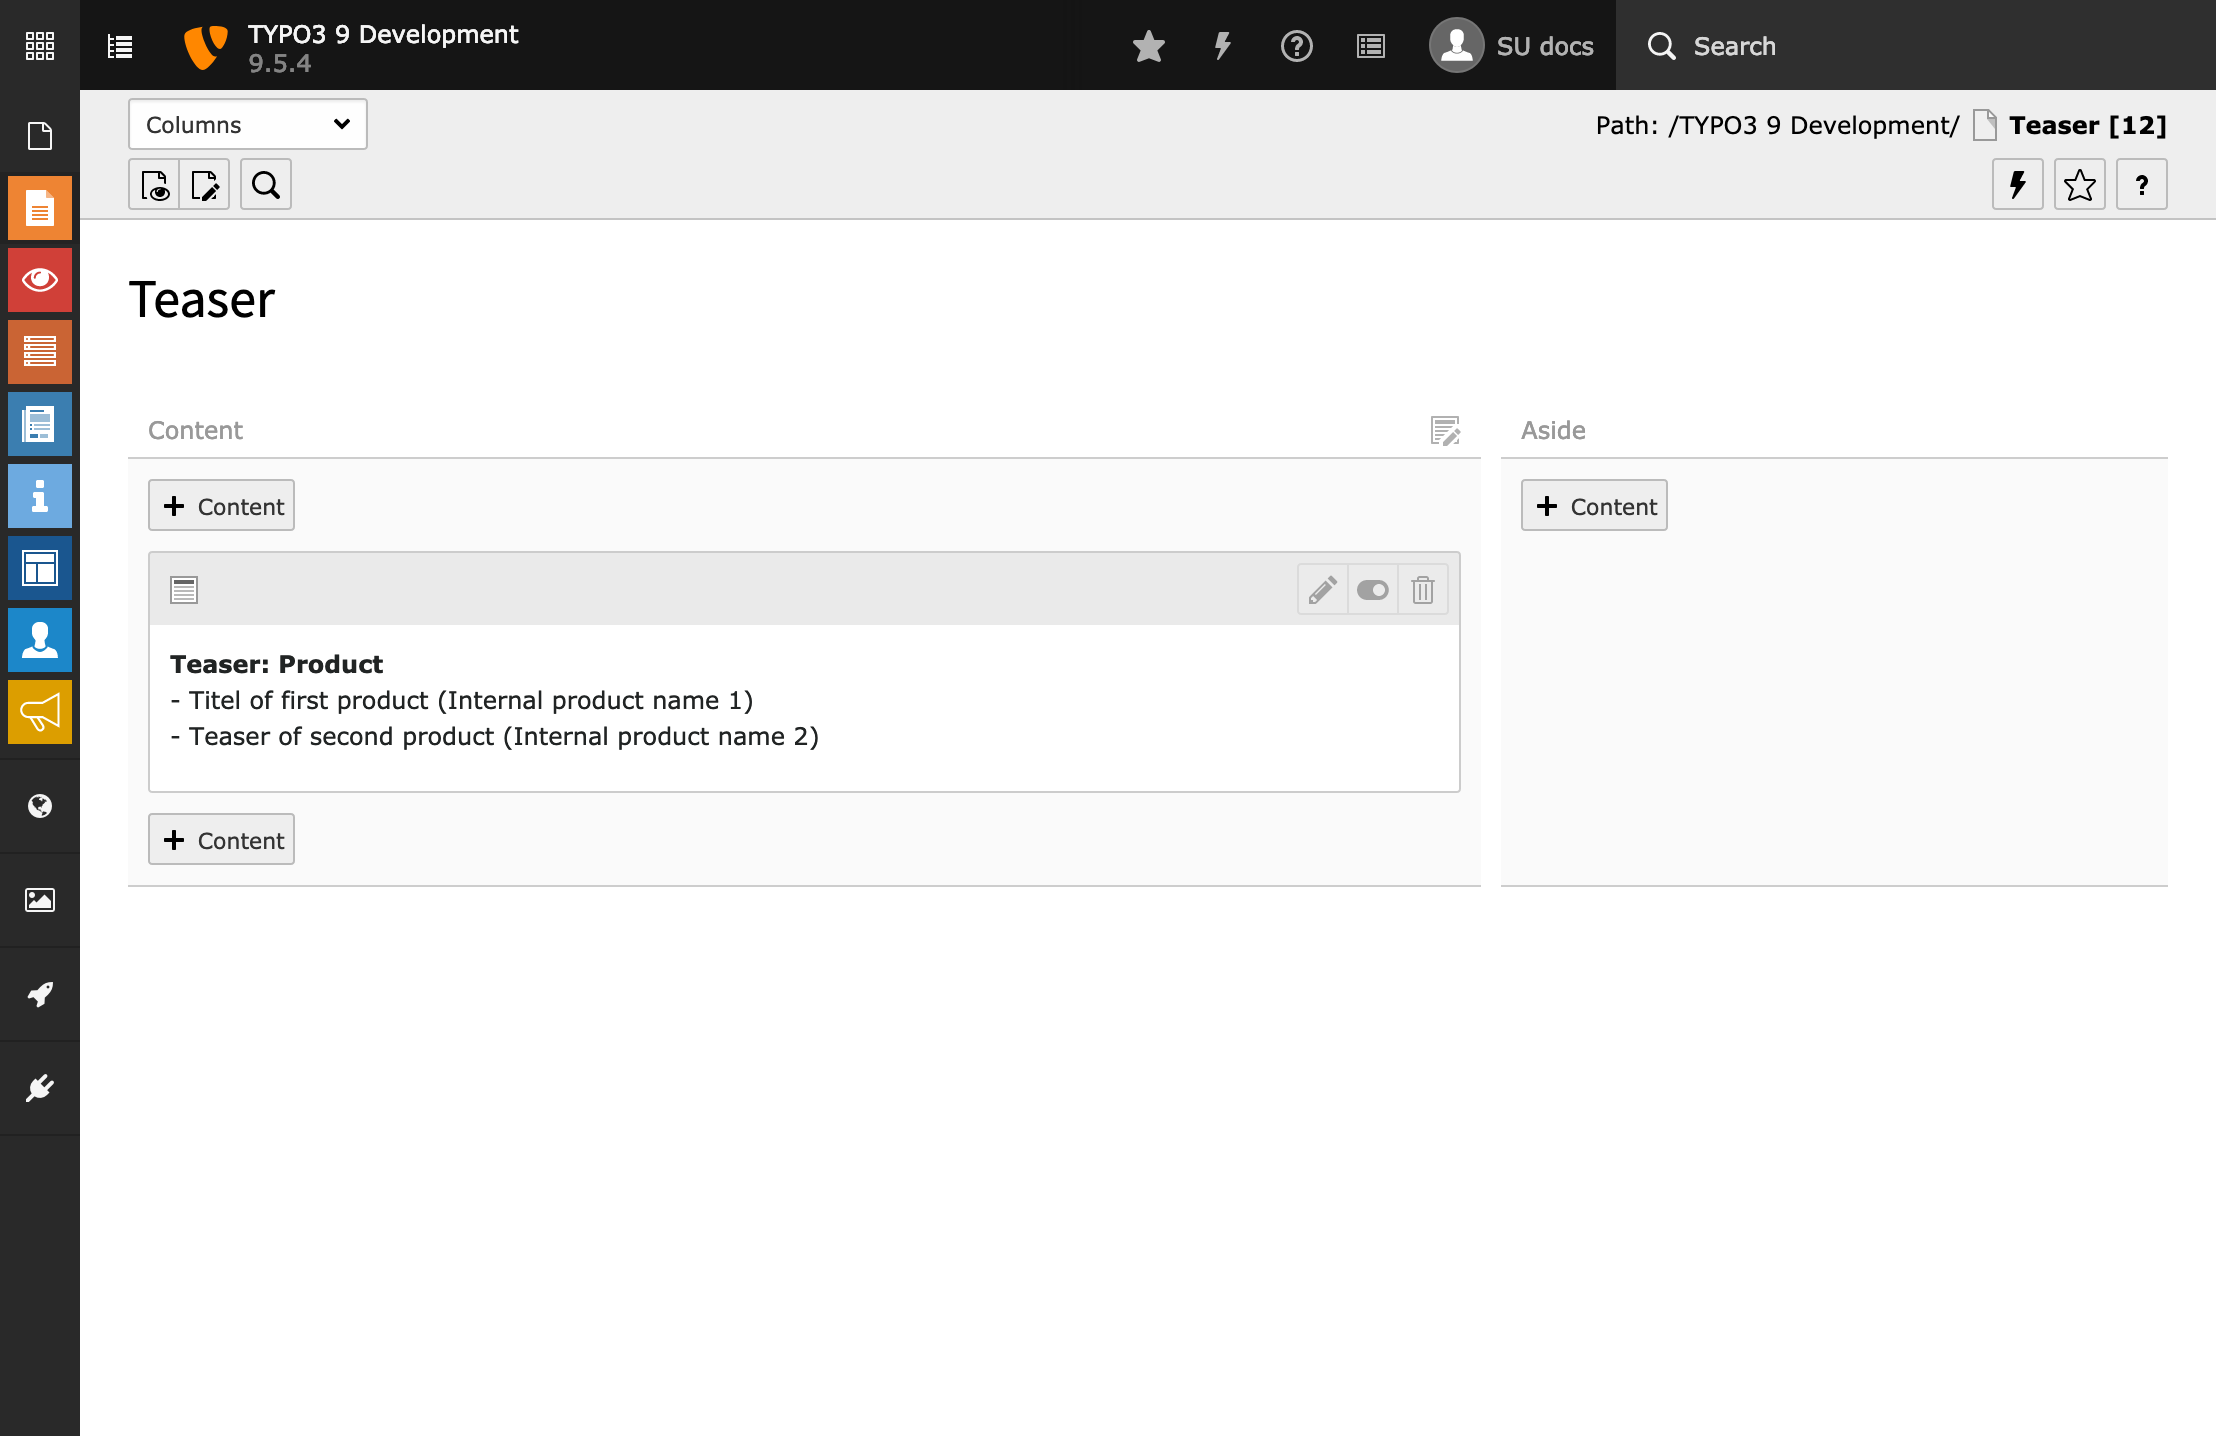 TYPO3 9 Development
9.5.4
SU docs
Search
Columns
Path: /TYPO3 9 Development/ Teaser [12]
?
Teaser
Content
Aside
+ Content
+ Content
Teaser: Product
- Titel of first product (Internal product name 1)
- Teaser of second product (Internal product name 2)
+ Content